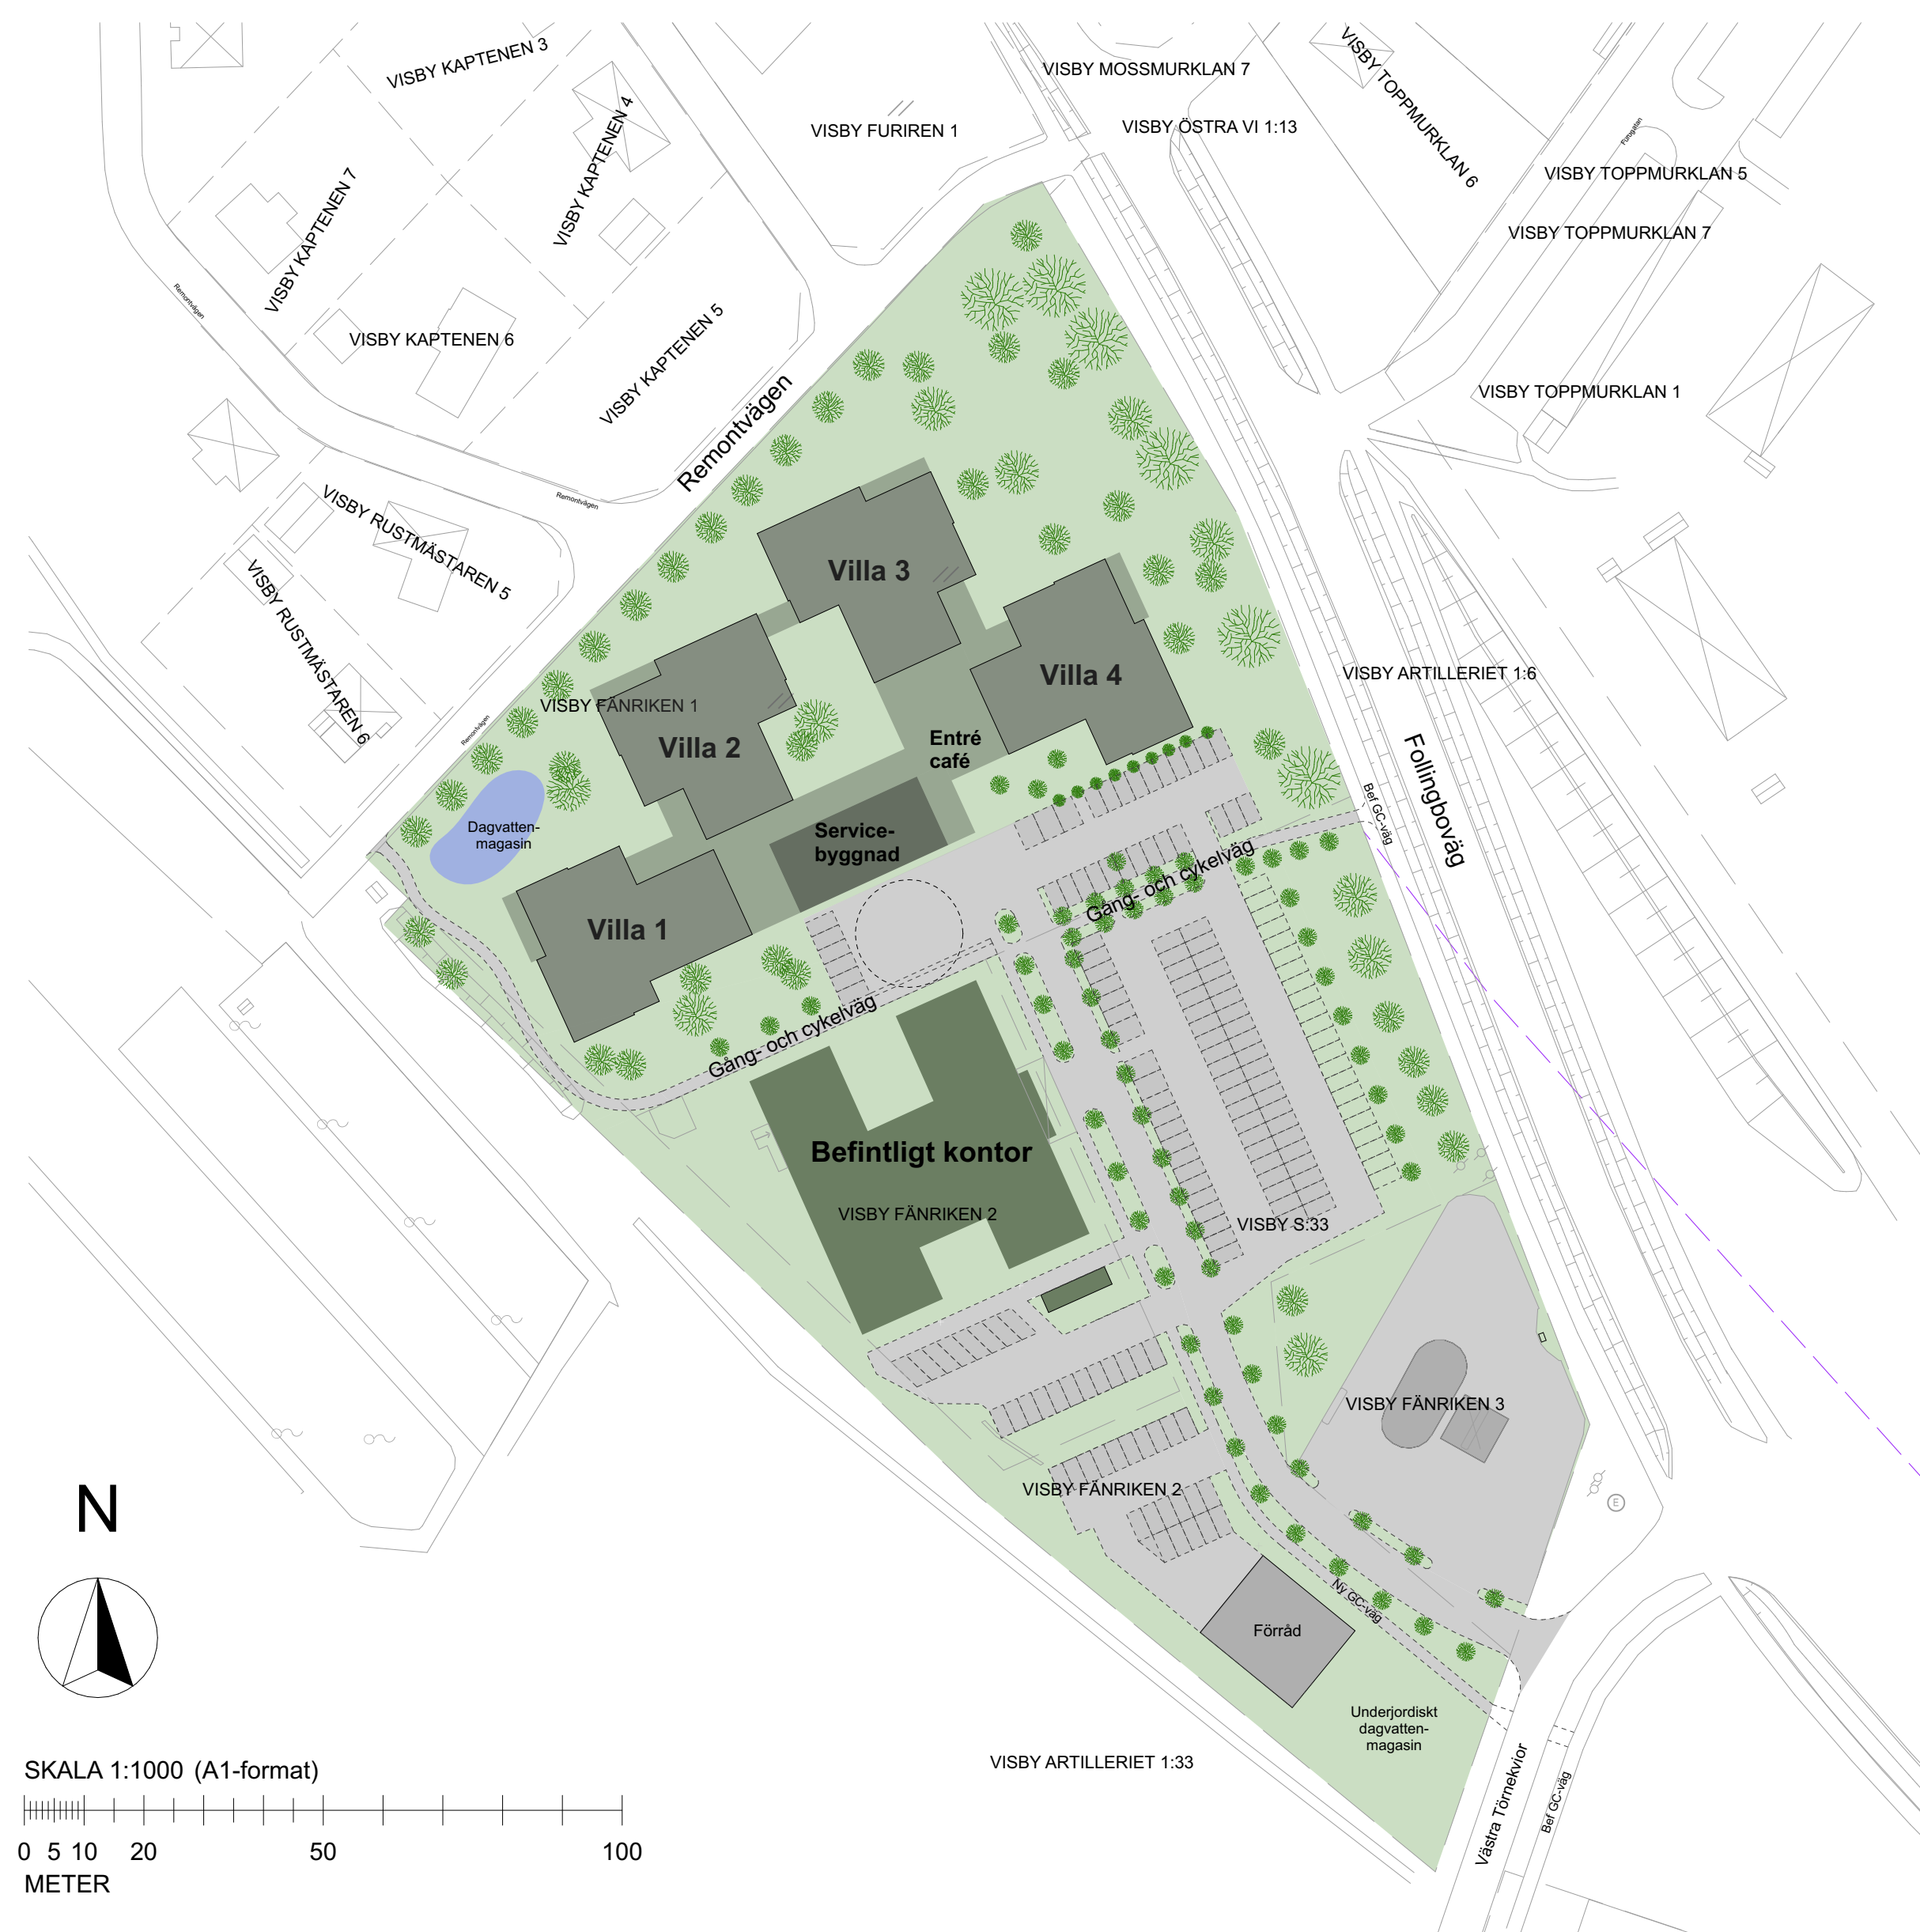 VISBY KAPTENEN 3
VISBY MOSSMURKLAN 7
VISBY TOPPMURKLAN 6
VISBY KAPTENEN 4
VISBY FURIREN 1
VISBY ÖSTRA VI 1:13
Furugatan
VISBY TOPPMURKLAN 5
VISBY KAPTENEN 7
VISBY TOPPMURKLAN 7
Remontvägen
VISBY KAPTENEN 6
VISBY KAPTENEN 5
VISBY TOPPMURKLAN 1
Remontvägen
Remontvägen
VISBY RUSTMÄSTAREN 5
Villa 3
VISBY RUSTMÄSTAREN 6
Villa 4
VISBY ARTILLERIET 1:6
VISBY FÄNRIKEN 1
Remontvägen
Villa 2
Entré
café
Follingboväg
Bef GC-väg
Dagvatten-
magasin
Service-
byggnad
Gång- och cykelväg
Villa 1
Gång- och cykelväg
Befintligt kontor
VISBY FÄNRIKEN 2
VISBY S:33
VISBY FÄNRIKEN 3
VISBY FÄNRIKEN 2
E
N
Ny GC-väg
Förråd
Underjordiskt
dagvatten-
magasin
VISBY ARTILLERIET 1:33
Västra Törnekvior
Bef GC-väg
SKALA 1:1000 (A1-format)
0 5 10 20 50 100
METER